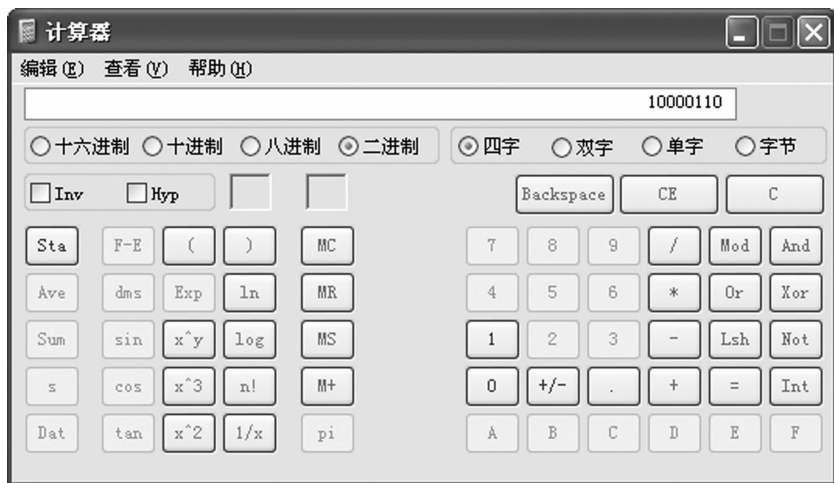 计算器
编辑(E) 查看(V) 帮助(H)
10000110
十六进制 十进制 八进制 二进制 四字 双字 单字 字节
Inv Hyp Backspace CE C
Sta F-E ( ) MC 7 8 9 / Mod And
Ave dms Exp ln MR 4 5 6 * Or Xor
Sum sin x^y log MS 1 2 3 - Lsh Not
s cos x^3 n! M+ 0 +/- . + = Int
Dat tan x^2 1/x pi A B C D E F